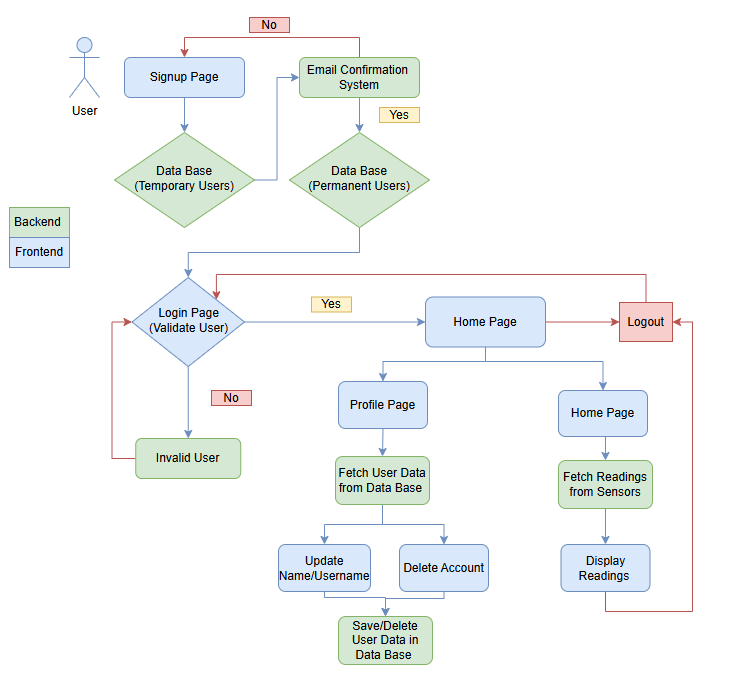 No
User
Signup Page
Email Confirmation
System
Yes
Data Base
(Temporary Users)
Data Base
(Permanent Users)
Backend
Frontend
Login Page
(Validate User)
Yes
Home Page
Logout
No
Invalid User
Profile Page
Home Page
Fetch User Data
from Data Base
Fetch Readings
from Sensors
Update
Name/Username
Delete Account
Display
Readings
Save/Delete
User Data in
Data Base